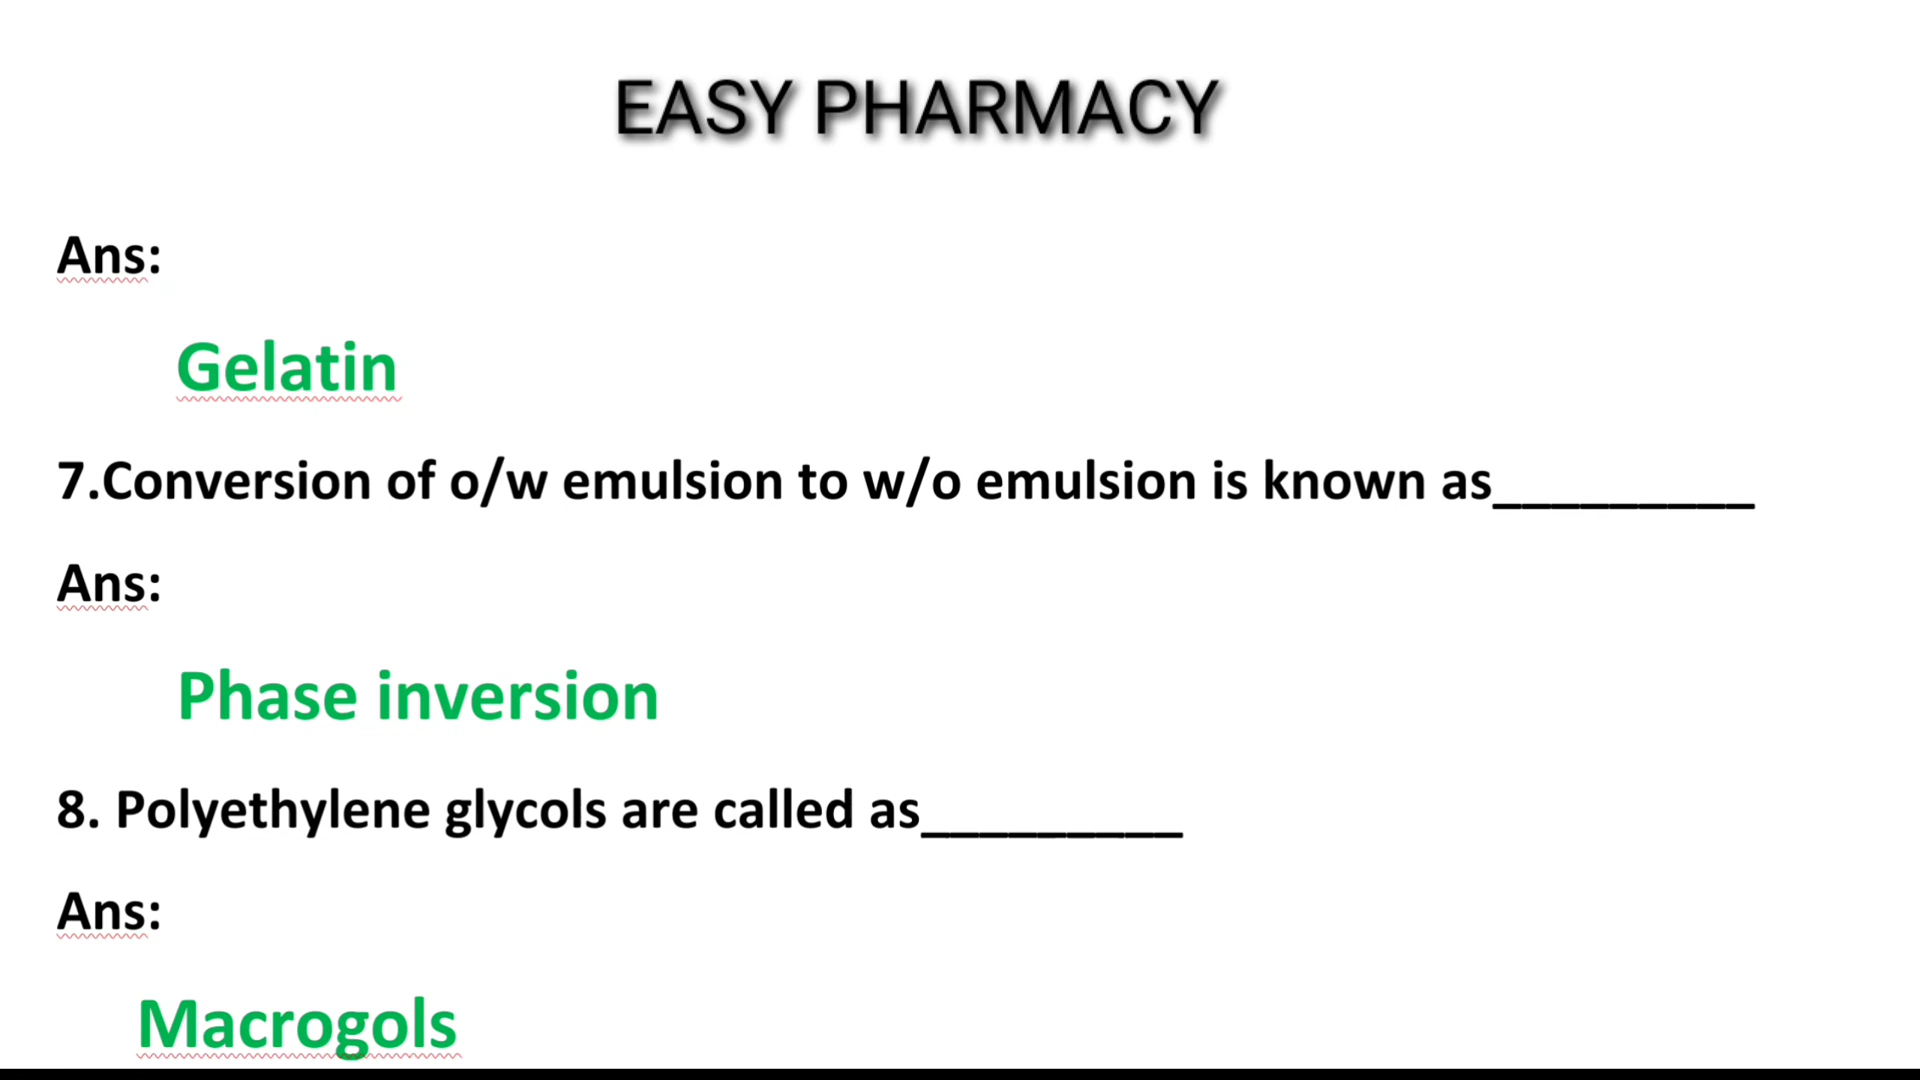 EASY PHARMACY
Ans:
Gelatin
7.Conversion of o/w emulsion to w/o emulsion is known as_________
Ans:
Phase inversion
8. Polyethylene glycols are called as_________
Ans:
Macrogols